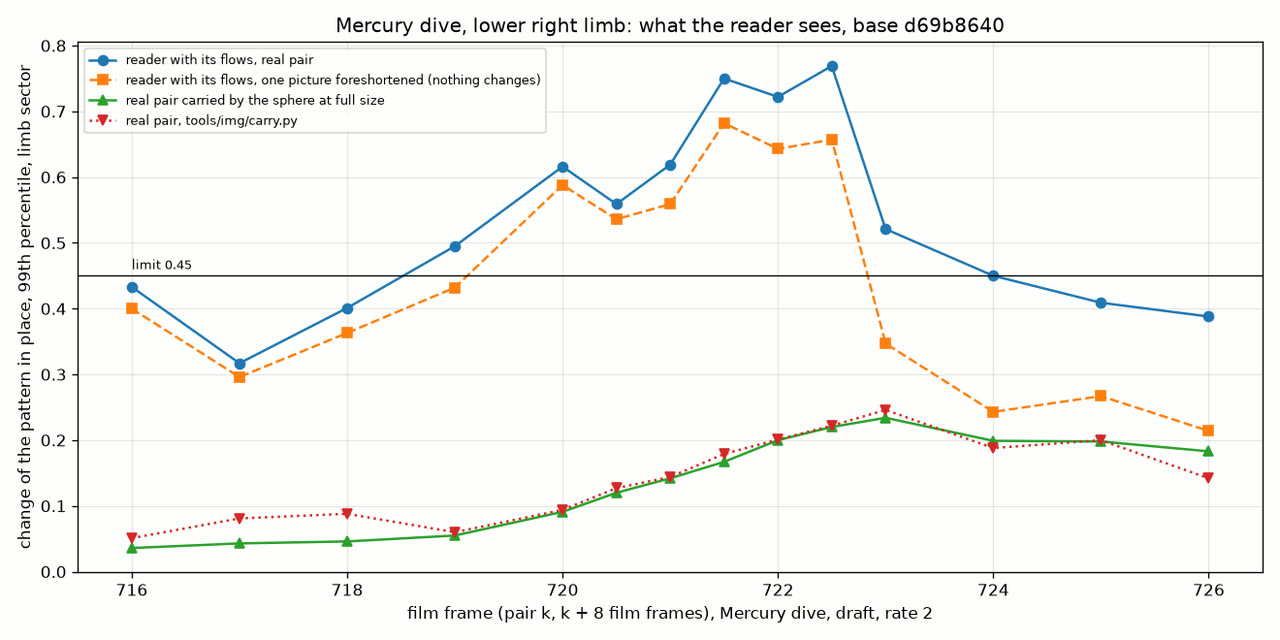 Mercury dive, lower right limb: what the reader sees, base d69b8640
reader with its flows, real pair
reader with its flows, one picture foreshortened (nothing changes)
real pair carried by the sphere at full size
real pair, tools/img/carry.py
change of the pattern in place, 99th percentile, limb sector
0.8
0.7
0.6
0.5
0.4
0.3
0.2
0.1
0.0
limit 0.45
716
718
720
722
724
726
film frame (pair k, k + 8 film frames), Mercury dive, draft, rate 2